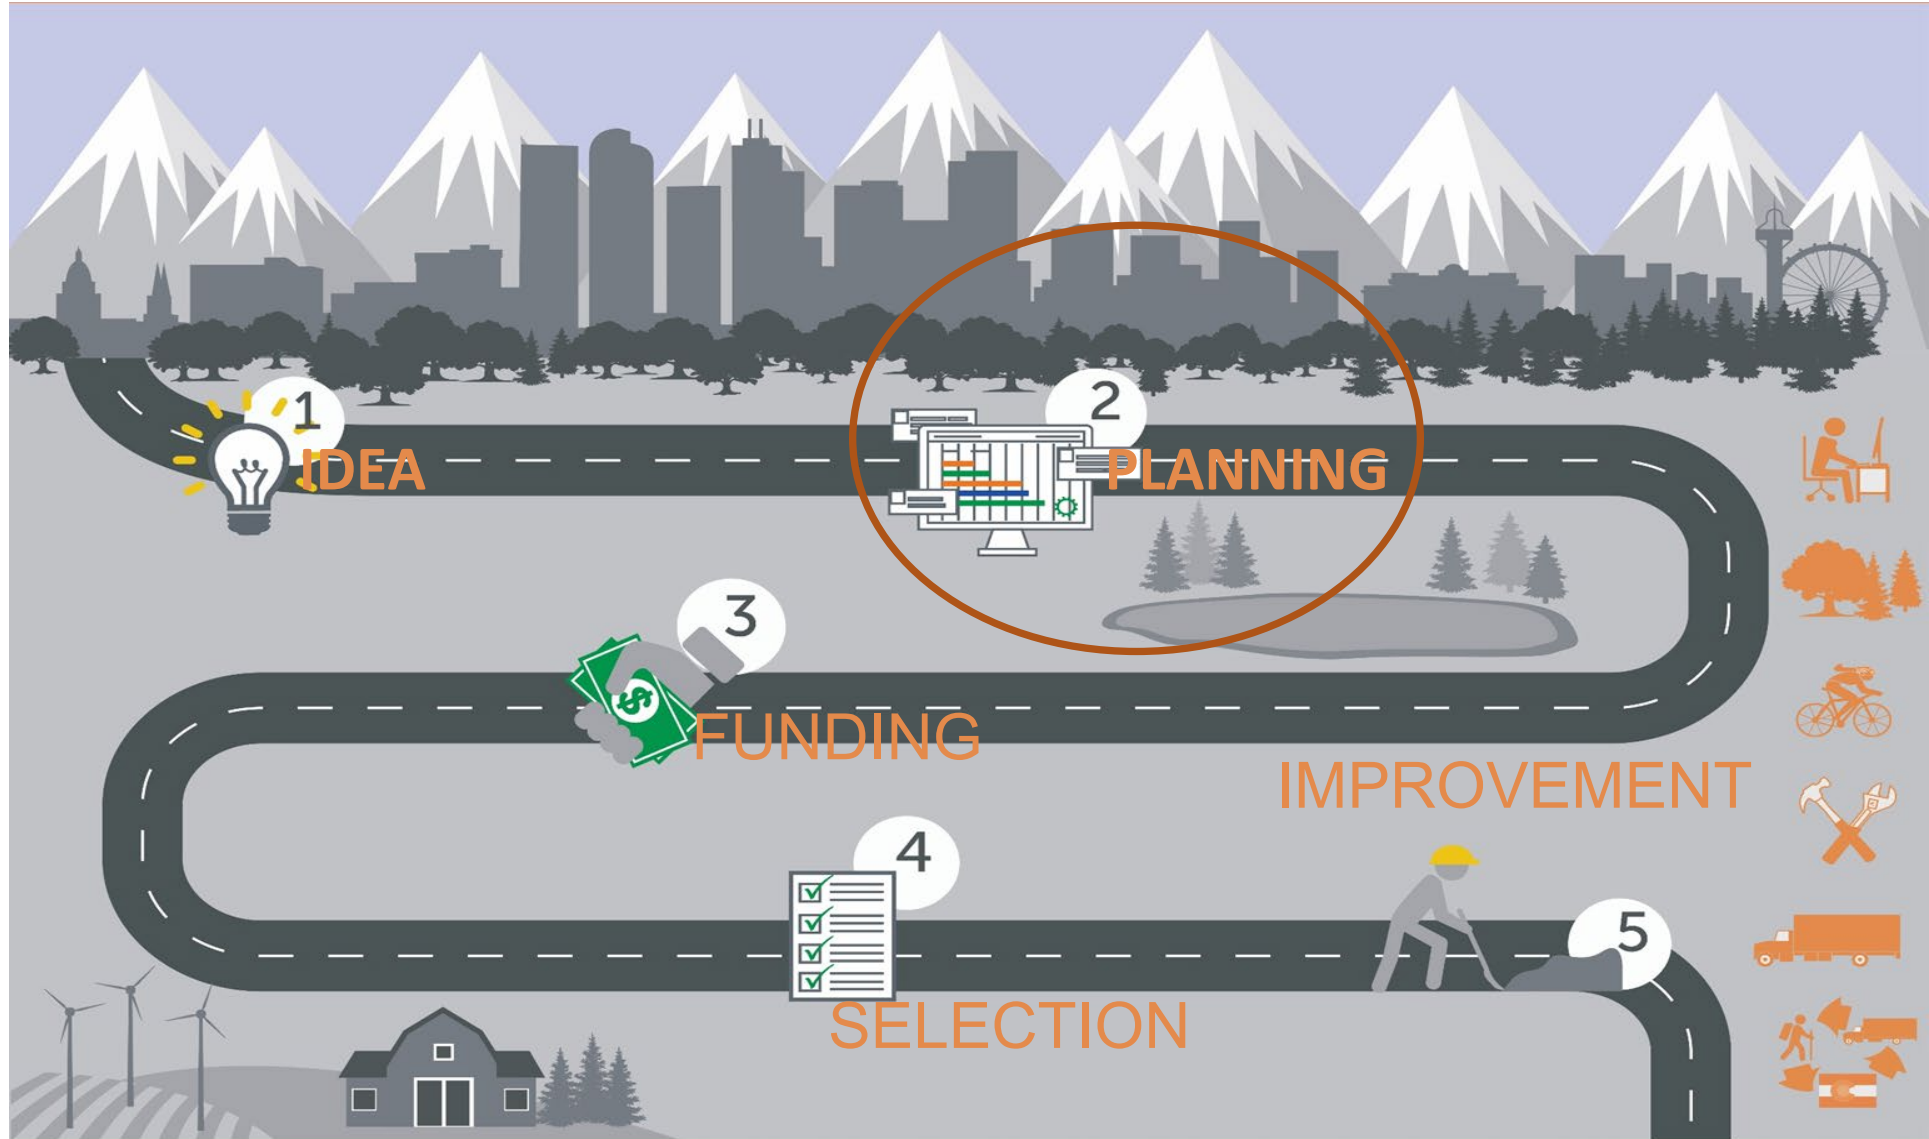 1
IDEA
2
PLANNING
3
$
FUNDING
IMPROVEMENT
4
5
SELECTION